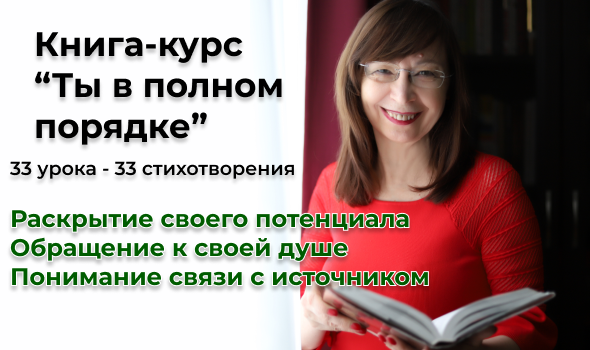 Книга-курс
“Ты в полном
порядке”
33 урока - 33 стихотворения
Раскрытие своего потенциала
Обращение к своей душе
Понимание связи с источником